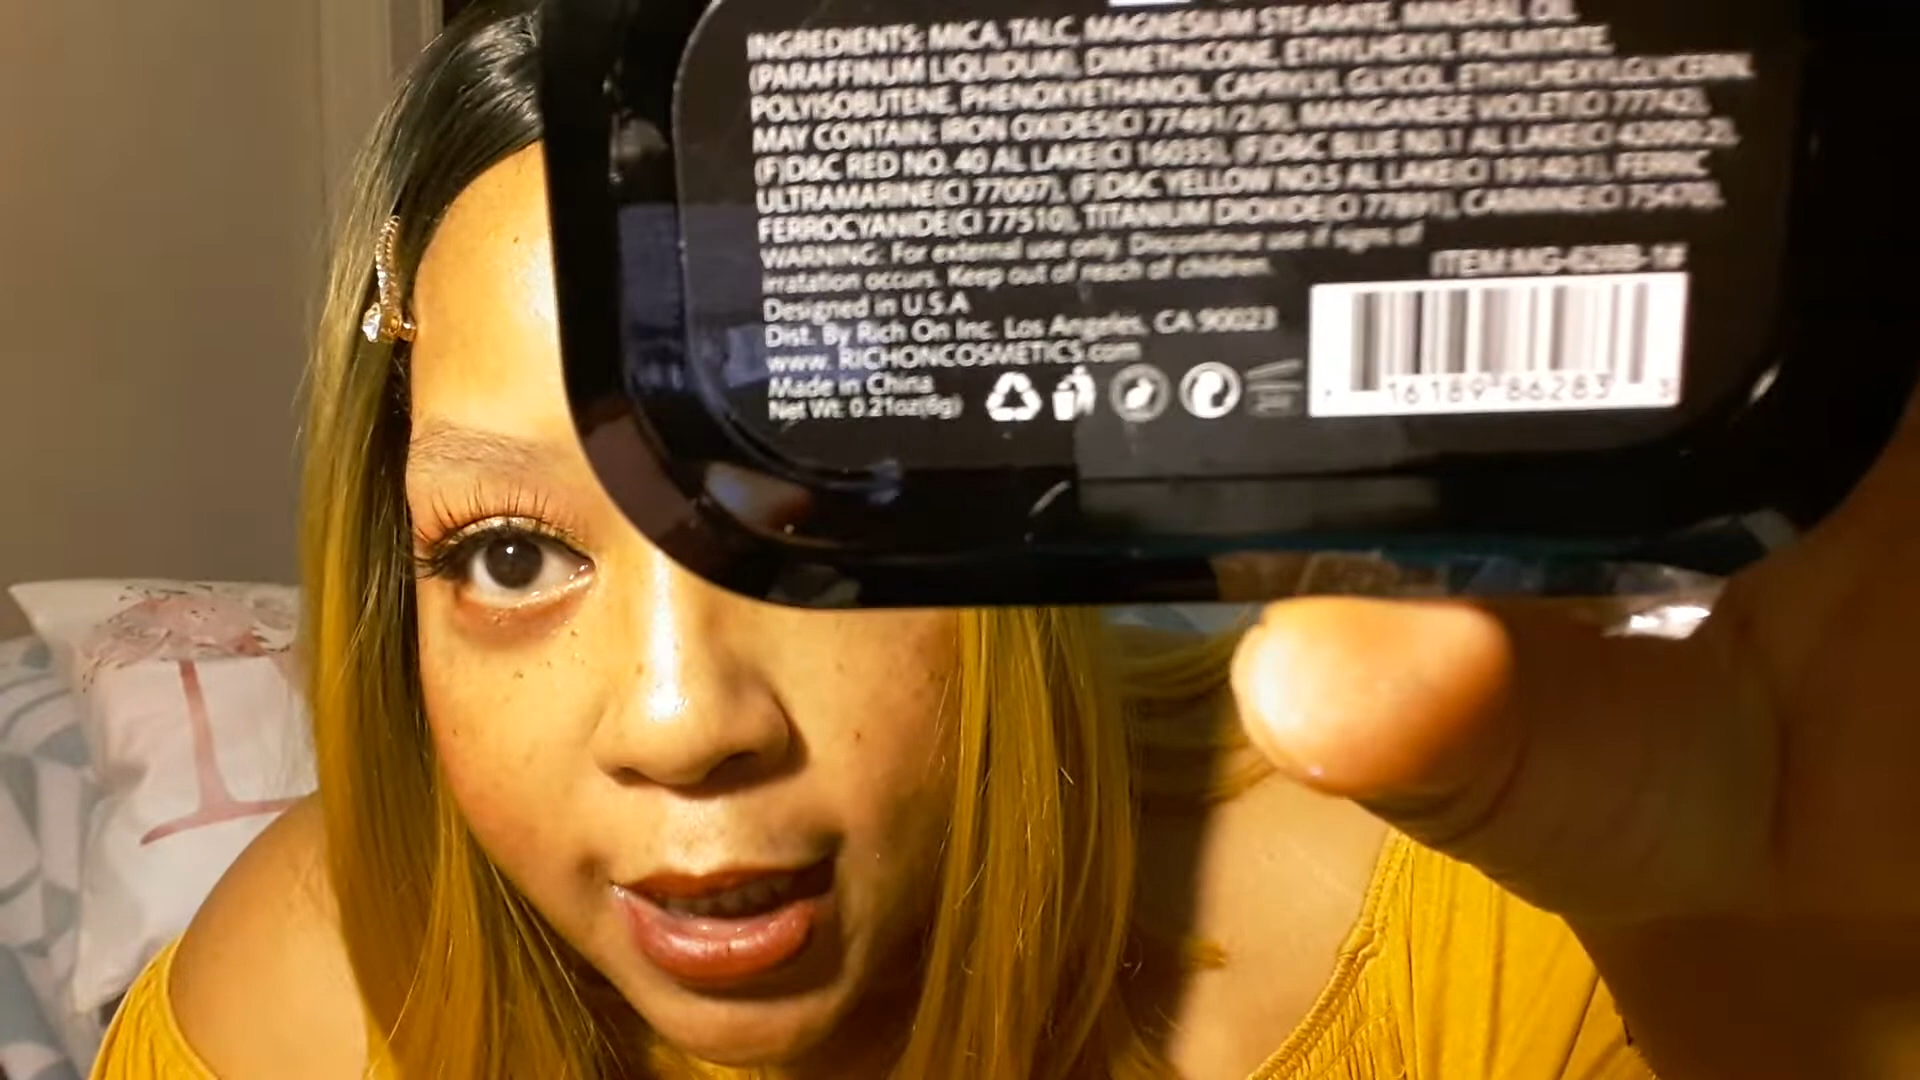 INGREDIENTS: MICA, TALC, MAGNESIUM STEARATE, MINERAL OIL
(PARAFFINUM LIQUIDUM), DIMETHICONE, ETHYLHEXYL PALMITATE,
POLYISOBUTENE, PHENOXYETHANOL, CAPRYLYL GLYCOL, ETHYLHEXYLGLYCERIN.
MAY CONTAIN: IRON OXIDES(CI 77491/2/9), MANGANESE VIOLET(CI 77742),
(F)D&C RED NO. 40 AL LAKE(CI 16035), (F)D&C BLUE NO.1 AL LAKE(CI 42090:2),
ULTRAMARINE(CI 77007), (F)D&C YELLOW NO.5 AL LAKE(CI 19140:1), FERRIC
FERROCYANIDE(CI 77510), TITANIUM DIOXIDE(CI 77891), CARMINE(CI 75470).
WARNING: For external use only. Discontinue use if signs of
irratation occurs. Keep out of reach of children.
Designed in U.S.A
Dist. By Rich On Inc. Los Angeles, CA 90023
www. RICHONCOSMETICS.com
Made in China
Net Wt. 0.21oz(6g)
16189 86283 3